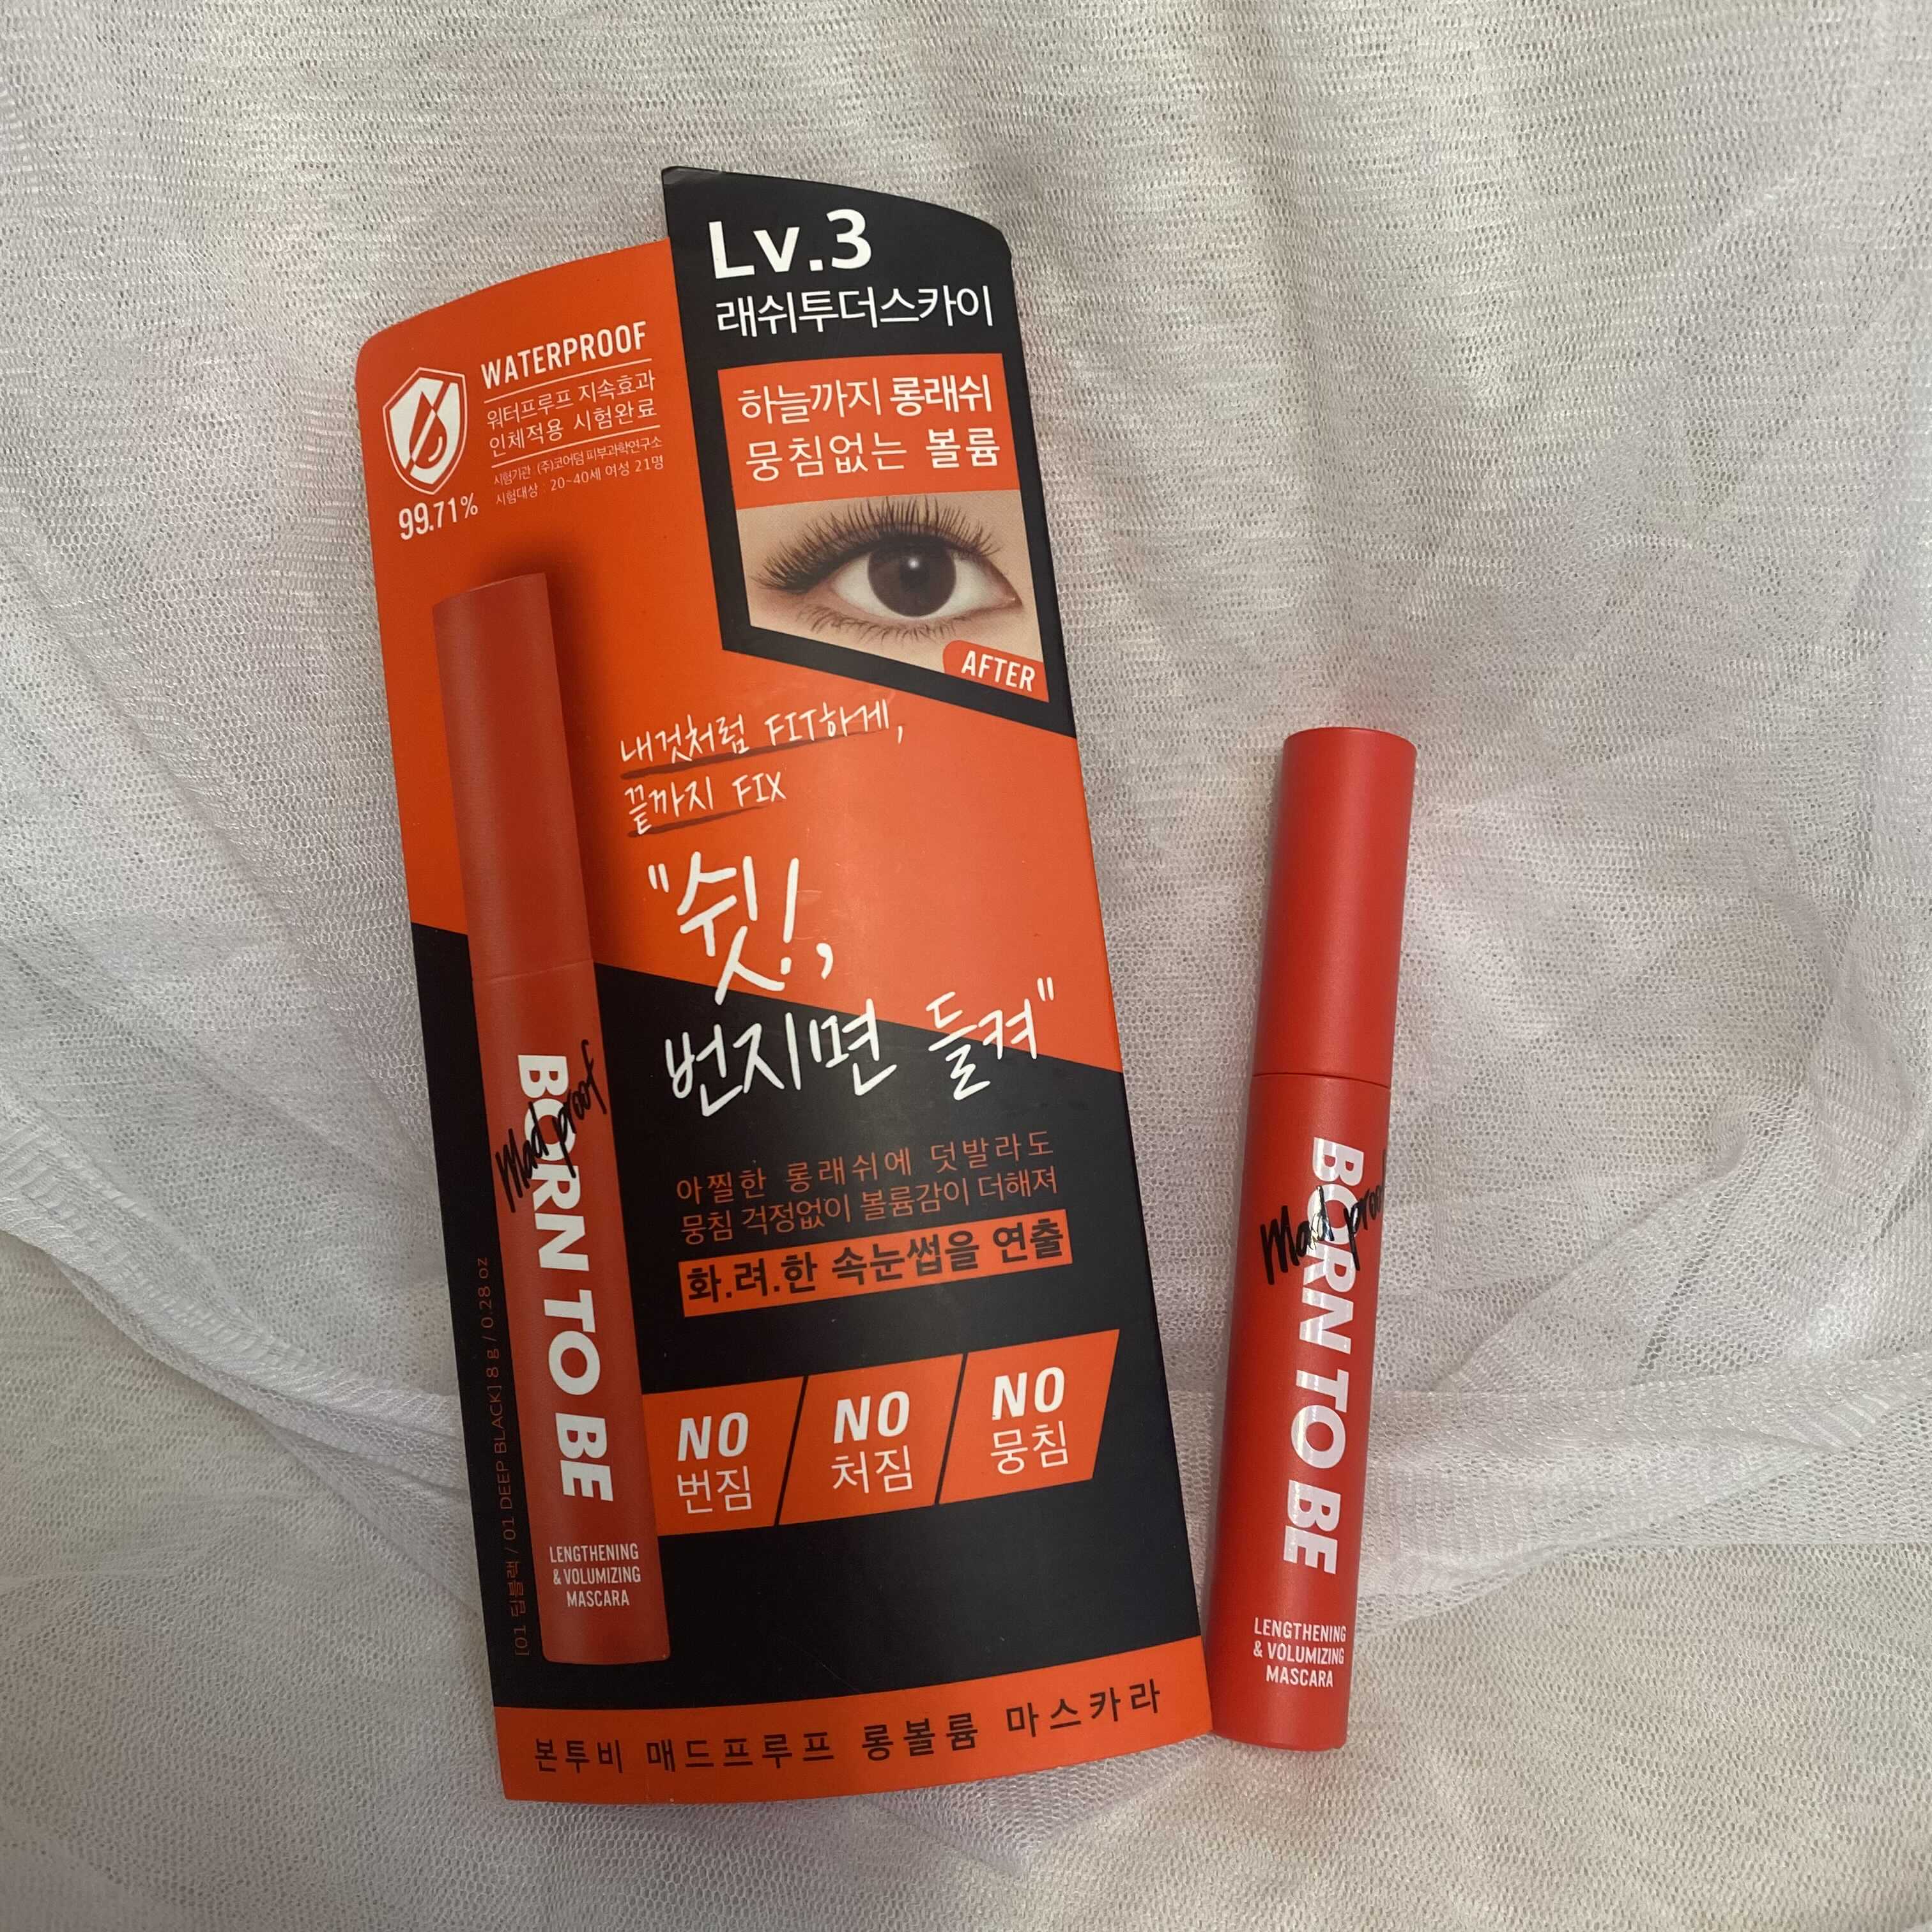 Lv.3
래쉬투더스카이
하늘까지 롱래쉬
뭉침없는 볼륨
AFTER
WATERPROOF
워터프루프 지속효과
인체적용 시험완료
시험기관 : (주)코어덤 피부과학연구소
시험대상 : 20~40세 여성 21명
99.71%
내것처럼 FIT하게,
끝까지 FIX
"쉿!,
번지면 들켜"
아찔한 롱래쉬에 덧발라도
뭉침 걱정없이 볼륨감이 더해져
화.려.한 속눈썹을 연출
NO
번짐
NO
처짐
NO
뭉침
BORN TO BE
Mad proof
LENGTHENING
& VOLUMIZING
MASCARA
[01 딥블랙 / 01 DEEP BLACK] 8 g / 0.28 oz
본투비 매드프루프 롱볼륨 마스카라
BORN TO BE
Mad proof
LENGTHENING
& VOLUMIZING
MASCARA